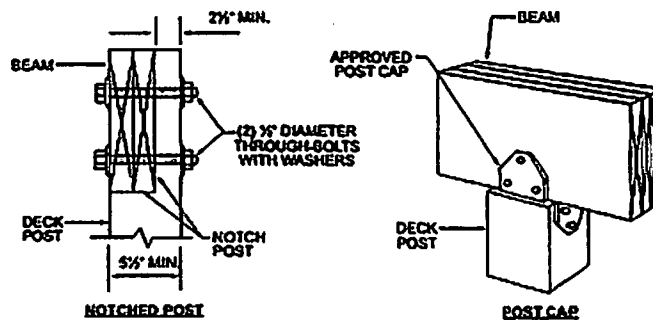 2½" MIN.
BEAM
(2) ½" DIAMETER
THROUGH-BOLTS
WITH WASHERS
DECK
POST
NOTCH
POST
5½" MIN.
NOTCHED POST
BEAM
APPROVED
POST CAP
DECK
POST
POST CAP